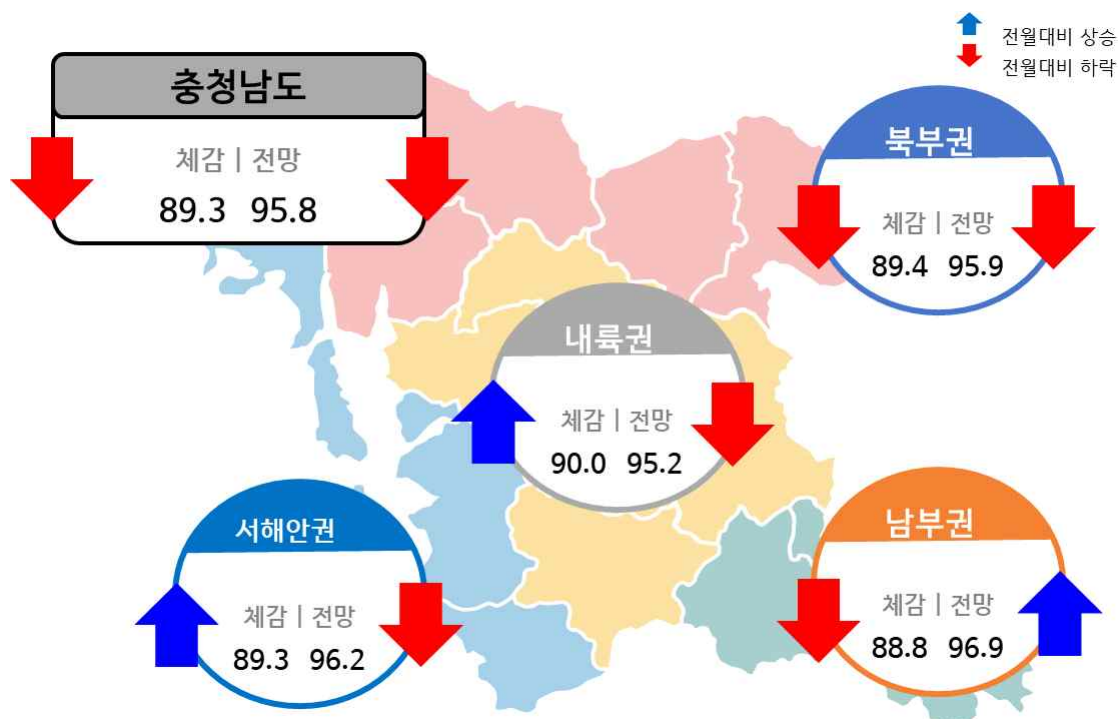 전월대비 상승
전월대비 하락
충청남도
체감 | 전망
89.3 95.8
북부권
체감 | 전망
89.4 95.9
내륙권
체감 | 전망
90.0 95.2
서해안권
체감 | 전망
89.3 96.2
남부권
체감 | 전망
88.8 96.9